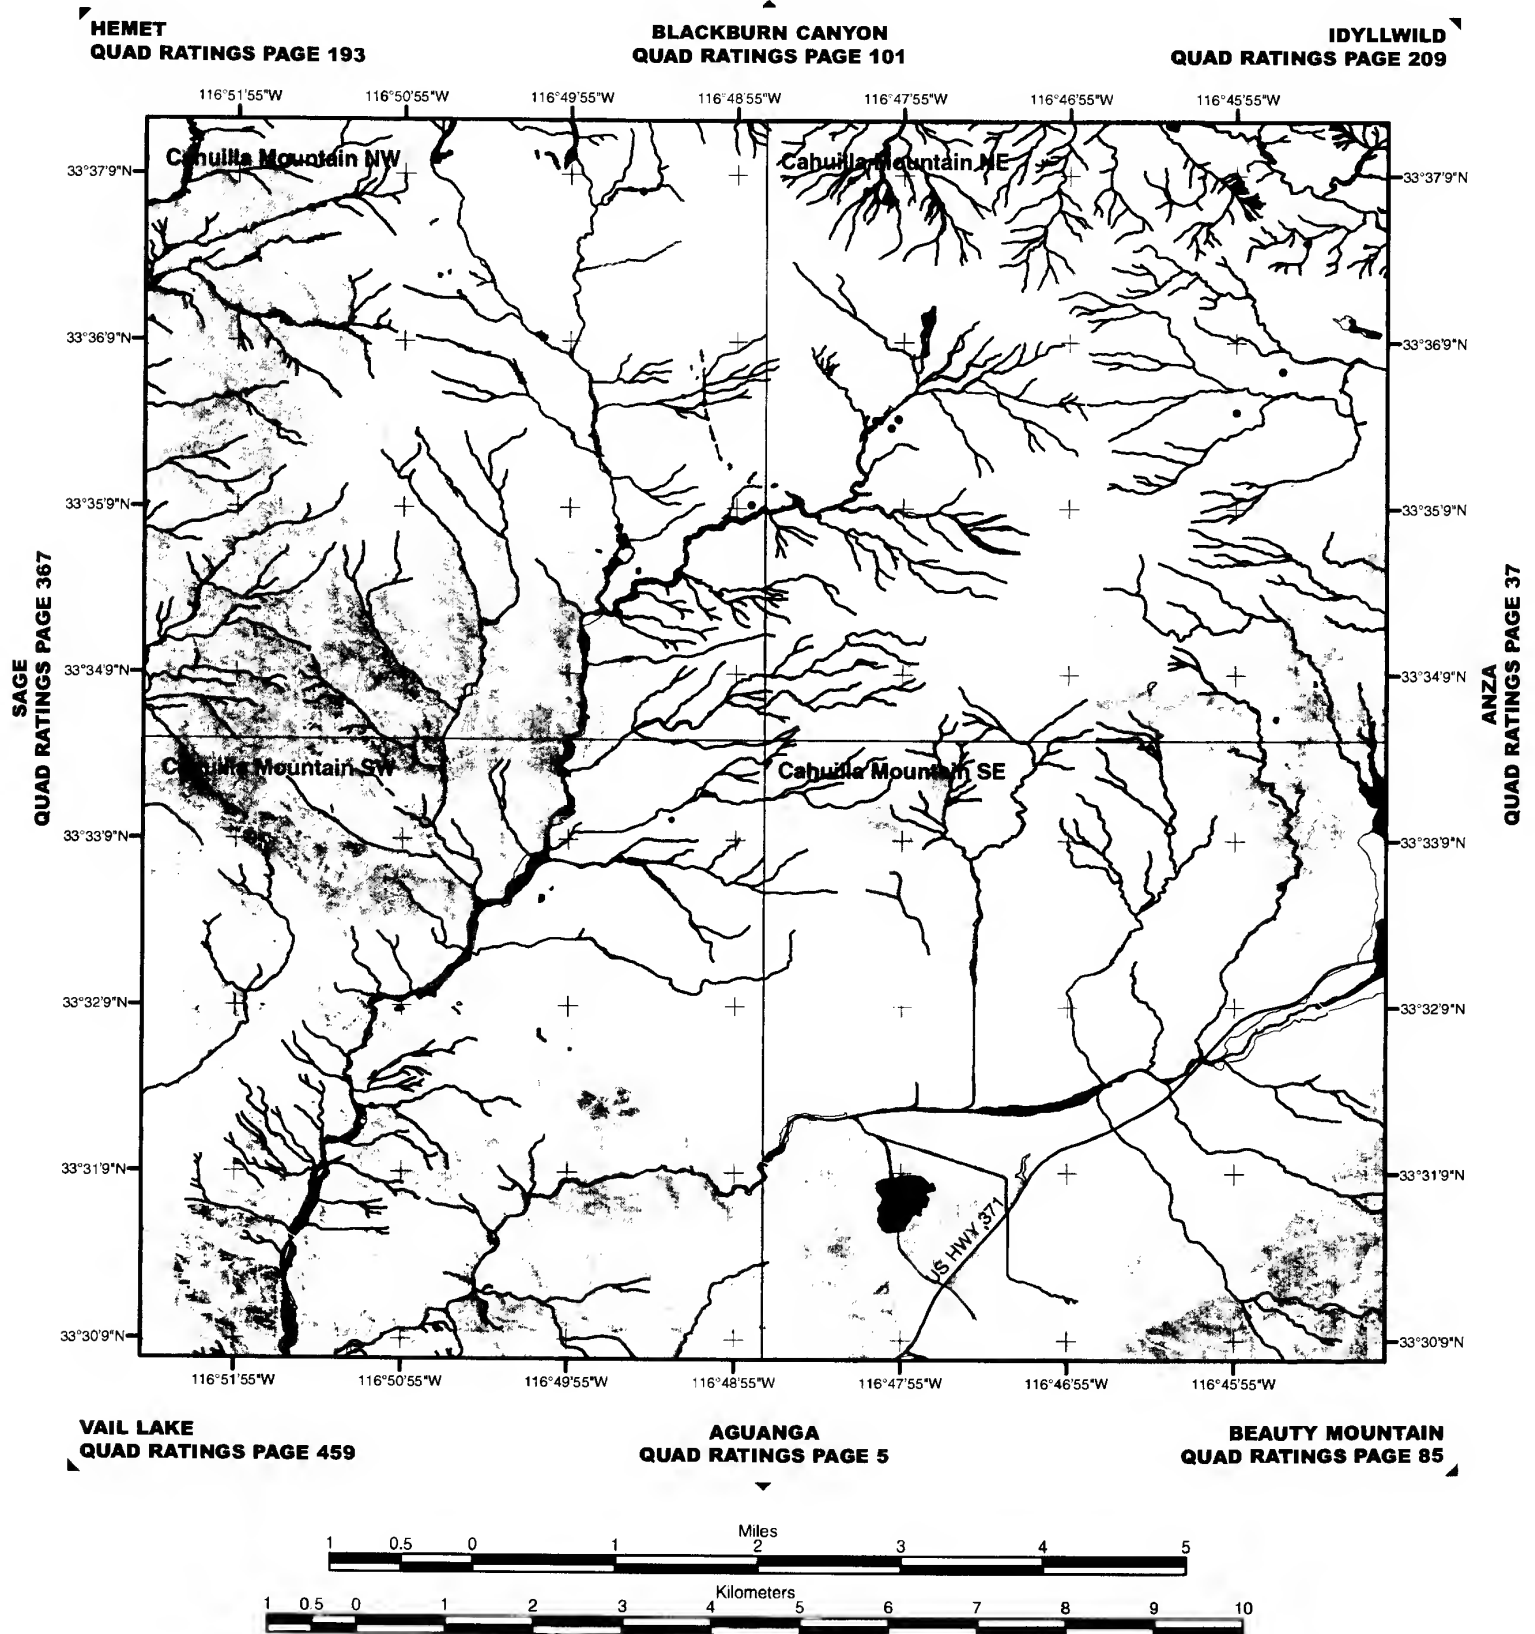 HEMET
QUAD RATINGS PAGE 193
BLACKBURN CANYON
QUAD RATINGS PAGE 101
IDYLLWILD
QUAD RATINGS PAGE 209
116°51'55"W 116°50'55"W 116°49'55"W 116°48'55"W 116°47'55"W 116°46'55"W 116°45'55"W
Cahuilla Mountain NW
Cahuilla Mountain NE
33°37'9"N
33°37'9"N
33°36'9"N
33°36'9"N
33°35'9"N
33°35'9"N
SAGE
QUAD RATINGS PAGE 367
ANZA
QUAD RATINGS PAGE 37
33°34'9"N
33°34'9"N
Cahuilla Mountain SW
Cahuilla Mountain SE
33°33'9"N
33°33'9"N
33°32'9"N
33°32'9"N
33°31'9"N
33°31'9"N
US HWY 371
33°30'9"N
33°30'9"N
116°51'55"W 116°50'55"W 116°49'55"W 116°48'55"W 116°47'55"W 116°46'55"W 116°45'55"W
VAIL LAKE
QUAD RATINGS PAGE 459
AGUANGA
QUAD RATINGS PAGE 5
BEAUTY MOUNTAIN
QUAD RATINGS PAGE 85
Miles
1 0.5 0 1 2 3 4 5
Kilometers
1 0.5 0 1 2 3 4 5 6 7 8 9 10